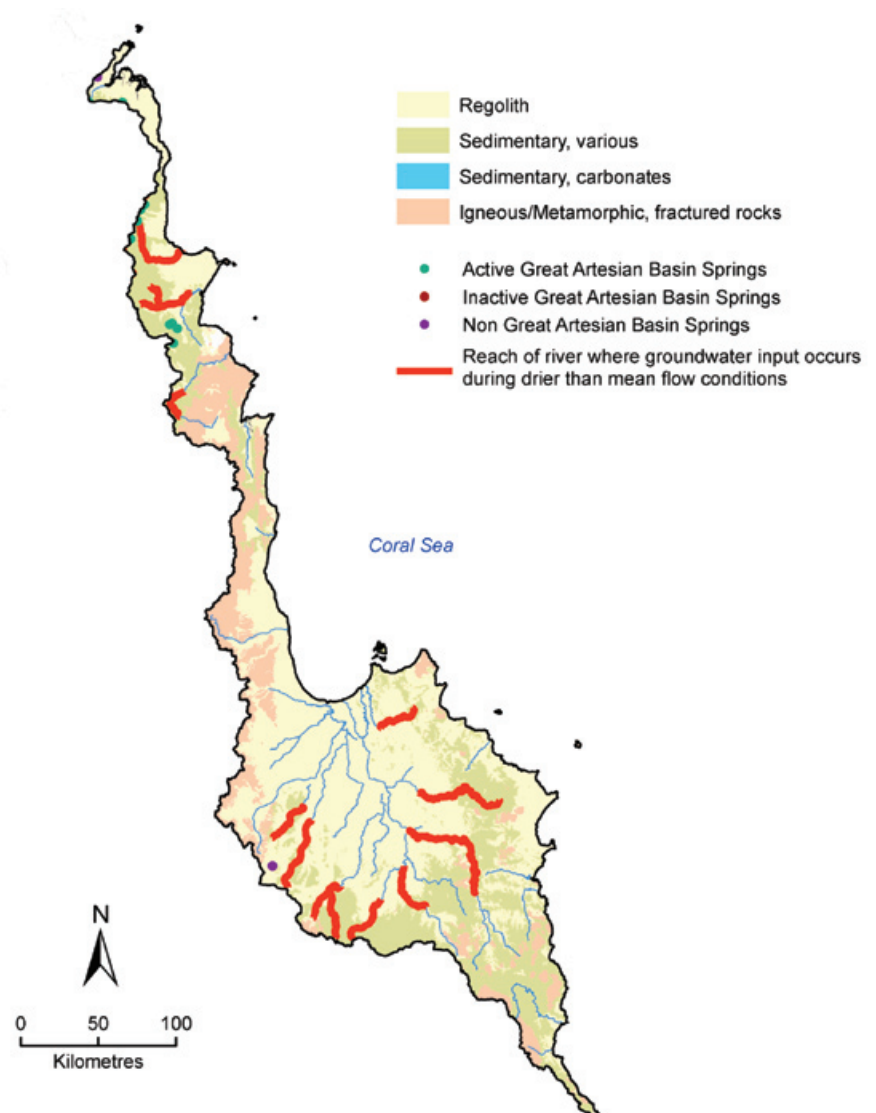 Regolith
Sedimentary, various
Sedimentary, carbonates
Igneous/Metamorphic, fractured rocks
Active Great Artesian Basin Springs
Inactive Great Artesian Basin Springs
Non Great Artesian Basin Springs
Reach of river where groundwater input occurs
during drier than mean flow conditions
Coral Sea
N
0 50 100
Kilometres